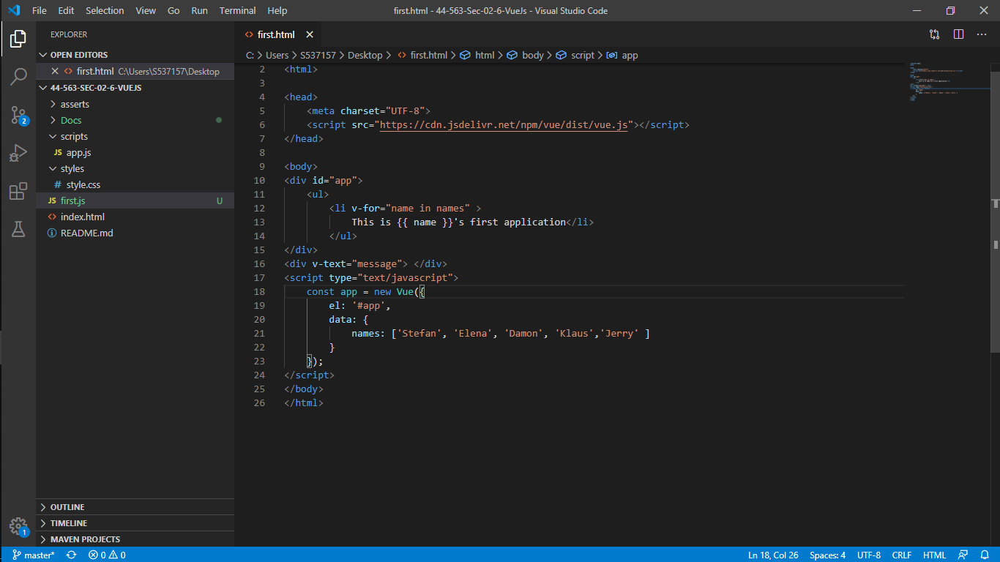 File Edit Selection View Go Run Terminal Help first.html - 44-563-Sec-02-6-VueJs - Visual Studio Code
EXPLORER
OPEN EDITORS
first.html C:\Users\S537157\Desktop
44-563-SEC-02-6-VUEJS
asserts
Docs
scripts
JS app.js
styles
# style.css
JS first.js U
index.html
README.md
OUTLINE
TIMELINE
MAVEN PROJECTS
2
1
<> first.html
C: > Users > S537157 > Desktop > <> first.html > html > body > script > app
2 <html>
3
4 <head>
5 <meta charset="UTF-8">
6 <script src="https://cdn.jsdelivr.net/npm/vue/dist/vue.js"></script>
7 </head>
8
9 <body>
10 <div id="app">
11 <ul>
12 <li v-for="name in names" >
13 This is {{ name }}'s first application</li>
14 </ul>
15 </div>
16 <div v-text="message"> </div>
17 <script type="text/javascript">
18 const app = new Vue({
19 el: '#app',
20 data: {
21 names: ['Stefan', 'Elena', 'Damon', 'Klaus','Jerry' ]
22 }
23 });
24 </script>
25 </body>
26 </html>
master* 0 0 Ln 18, Col 26 Spaces: 4 UTF-8 CRLF HTML